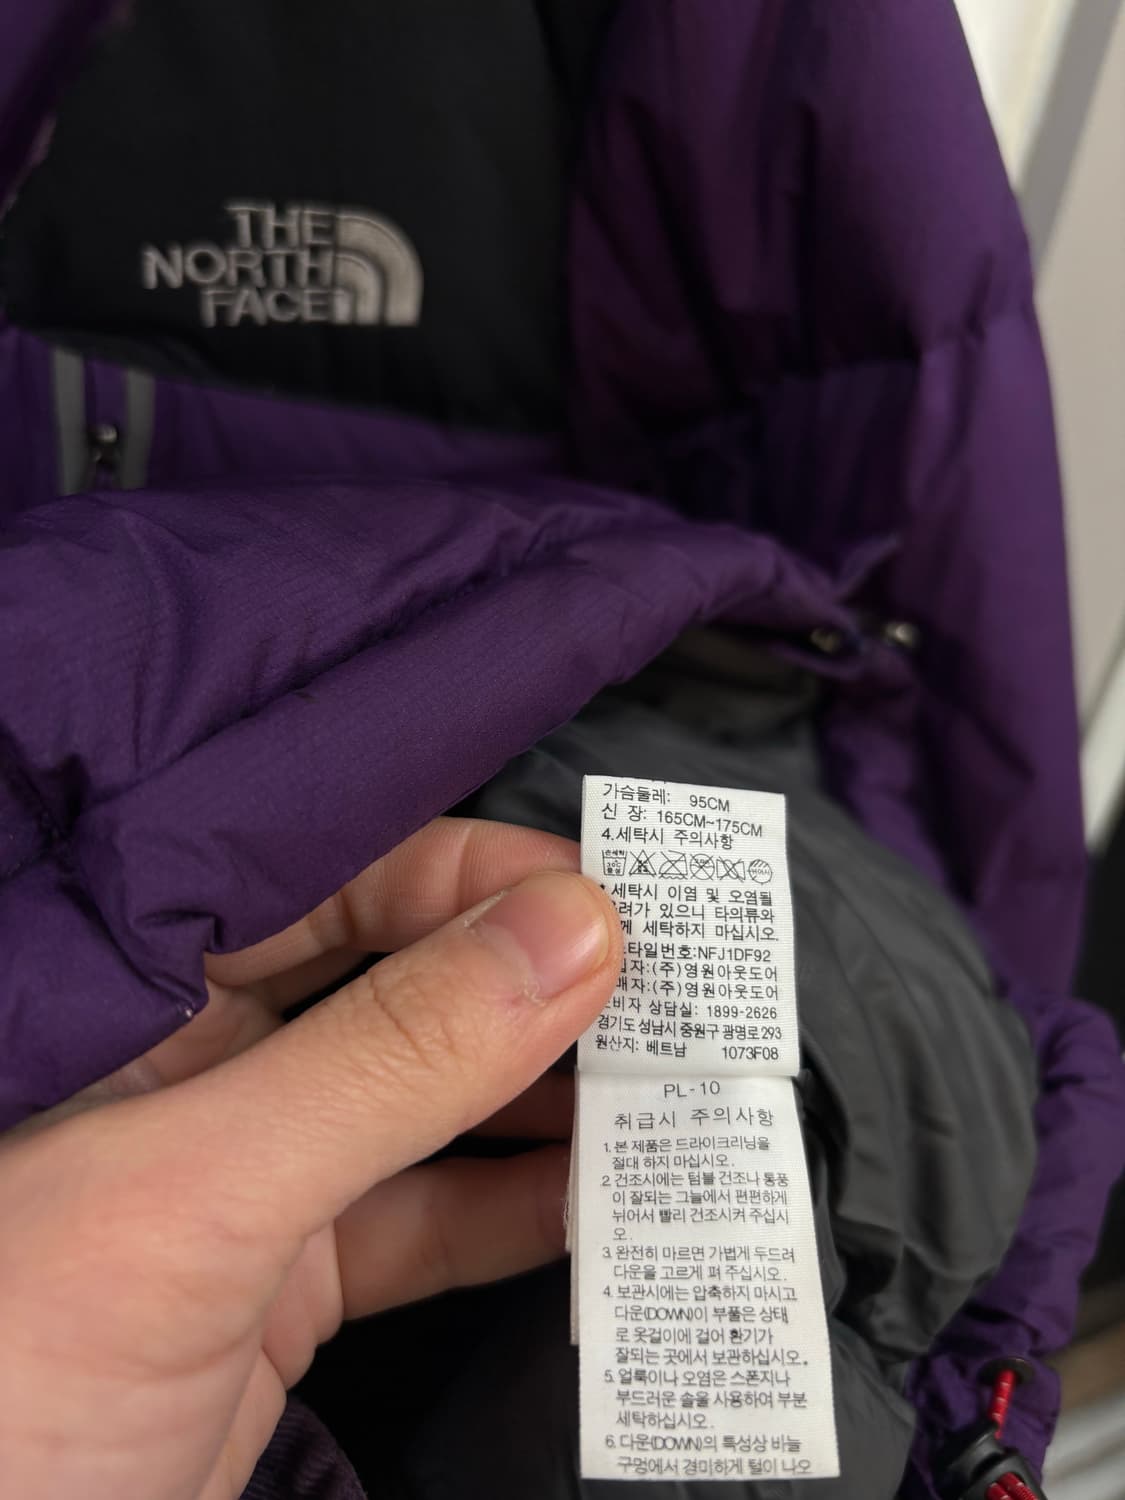 THE
NORTH
FACE
가슴둘레: 95CM
신 장: 165CM~175CM
4.세탁시 주의사항
손세탁
30℃
중성
세탁시 이염 및 오염될
려가 있으니 타의류와
께 세탁하지 마십시오.
타일번호:NFJ1DF92
입자:(주)영원아웃도어
매자:(주)영원아웃도어
비자 상담실: 1899-2626
경기도 성남시 중원구 광명로 293
원산지: 베트남 1073F08
PL-10
취급시 주의사항
1. 본 제품은 드라이크리닝을
절대 하지 마십시오.
2. 건조시에는 텀블 건조나 통풍
이 잘되는 그늘에서 편편하게
뉘어서 빨리 건조시켜 주십시
오.
3. 완전히 마르면 가볍게 두드려
다운을 고르게 펴 주십시오.
4. 보관시에는 압축하지 마시고
다운(DOWN)이 부풀은 상태
로 옷걸이에 걸어 환기가
잘되는 곳에서 보관하십시오.
5. 얼룩이나 오염은 스폰지나
부드러운 솔을 사용하여 부분
세탁하십시오.
6. 다운(DOWN)의 특성상 바늘
구멍에서 경미하게 털이 나오